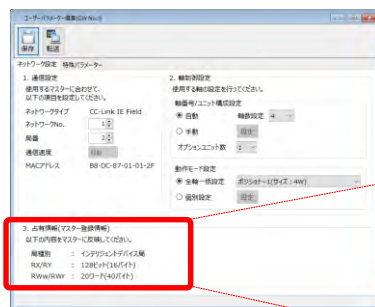 ユーザーパラメーター編集(GW No.0)
保存
転送
ネットワーク設定 特殊パラメーター
1. 通信設定
使用するマスターに合わせて、
以下の項目を設定してください。
ネットワークタイプ CC-Link IE Field
ネットワークNo. 1
局番 2
通信速度 自動
MACアドレス B8-DC-87-01-01-2F
2. 軸制御設定
使用する軸の設定を行ってください。
軸番号/ユニット構成設定
自動 軸数設定 4
手動 設定
オプションユニット数 1
動作モード設定
全軸一括設定 ポジショナー1(サイズ:4W)
個別設定 設定
3. 占有情報(マスター登録情報)
以下の内容をマスターに反映してください。
局種別 : インテリジェントデバイス局
RX/RY : 128ビット(16バイト)
RWw/RWr : 20ワード(40バイト)